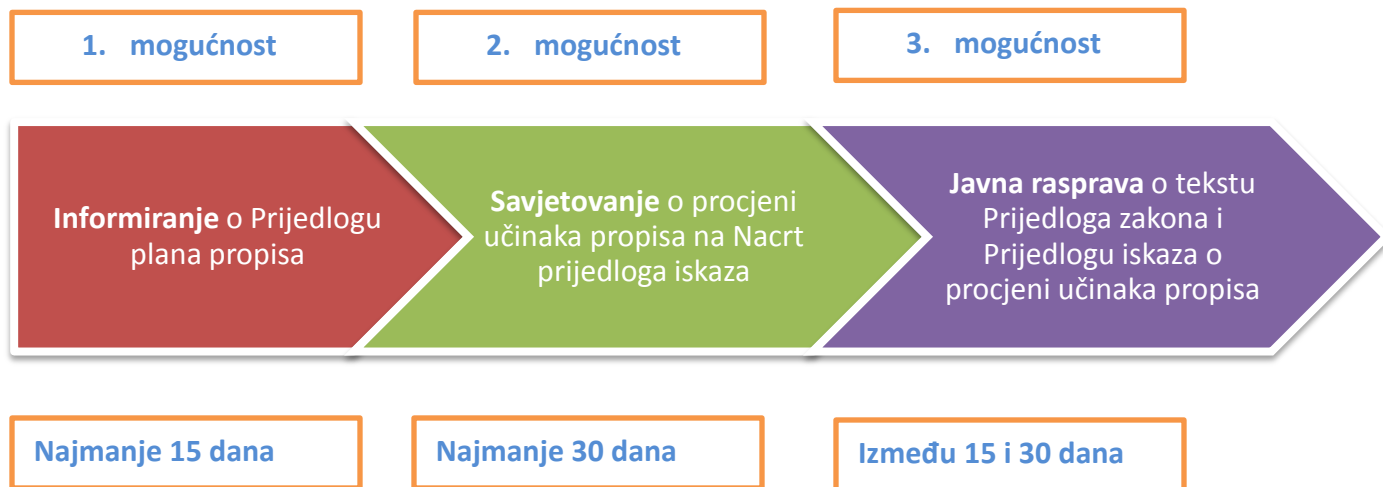 1. mogućnost
2. mogućnost
3. mogućnost
Informiranje o Prijedlogu
plana propisa
Savjetovanje o procjeni
učinaka propisa na Nacrt
prijedloga iskaza
Javna rasprava o tekstu
Prijedloga zakona i
Prijedlogu iskaza o
procjeni učinaka propisa
Najmanje 15 dana
Najmanje 30 dana
Između 15 i 30 dana